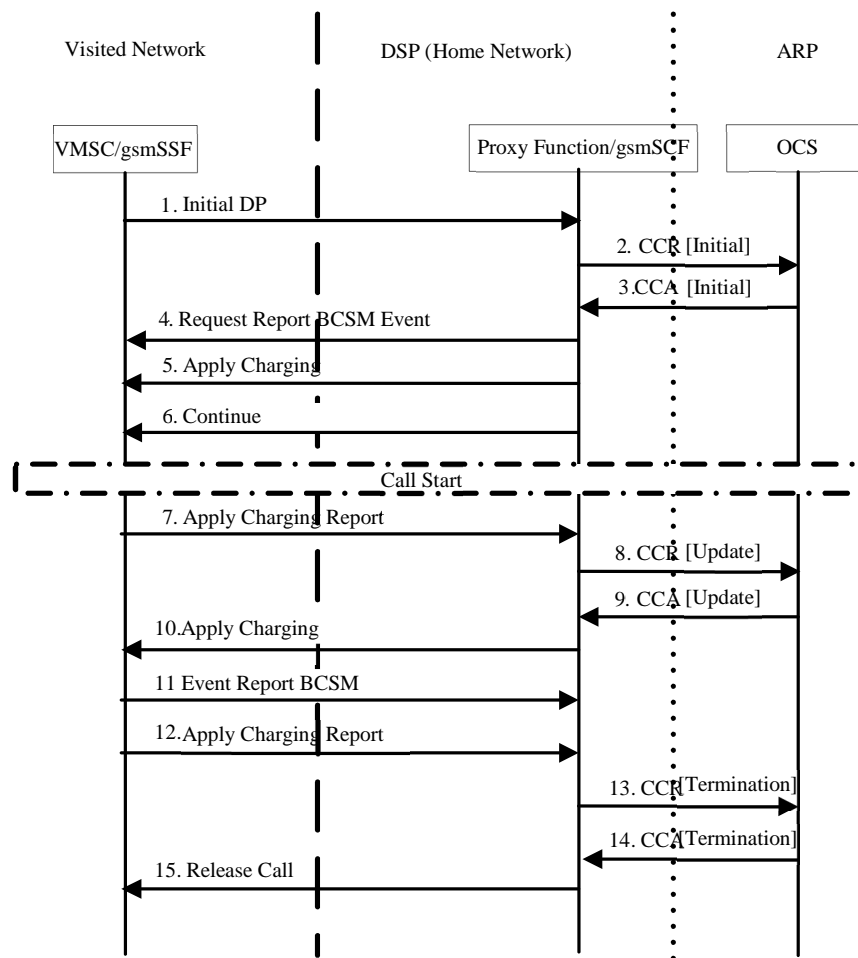 Visited Network
DSP (Home Network)
ARP
VMSC/gsmSSF
Proxy Function/gsmSCF
OCS
1. Initial DP
2. CCR [Initial]
3.CCA [Initial]
4. Request Report BCSM Event
5. Apply Charging
6. Continue
Call Start
7. Apply Charging Report
8. CCR [Update]
9. CCA [Update]
10.Apply Charging
11 Event Report BCSM
12.Apply Charging Report
13. CCR[Termination]
14. CCA[Termination]
15. Release Call